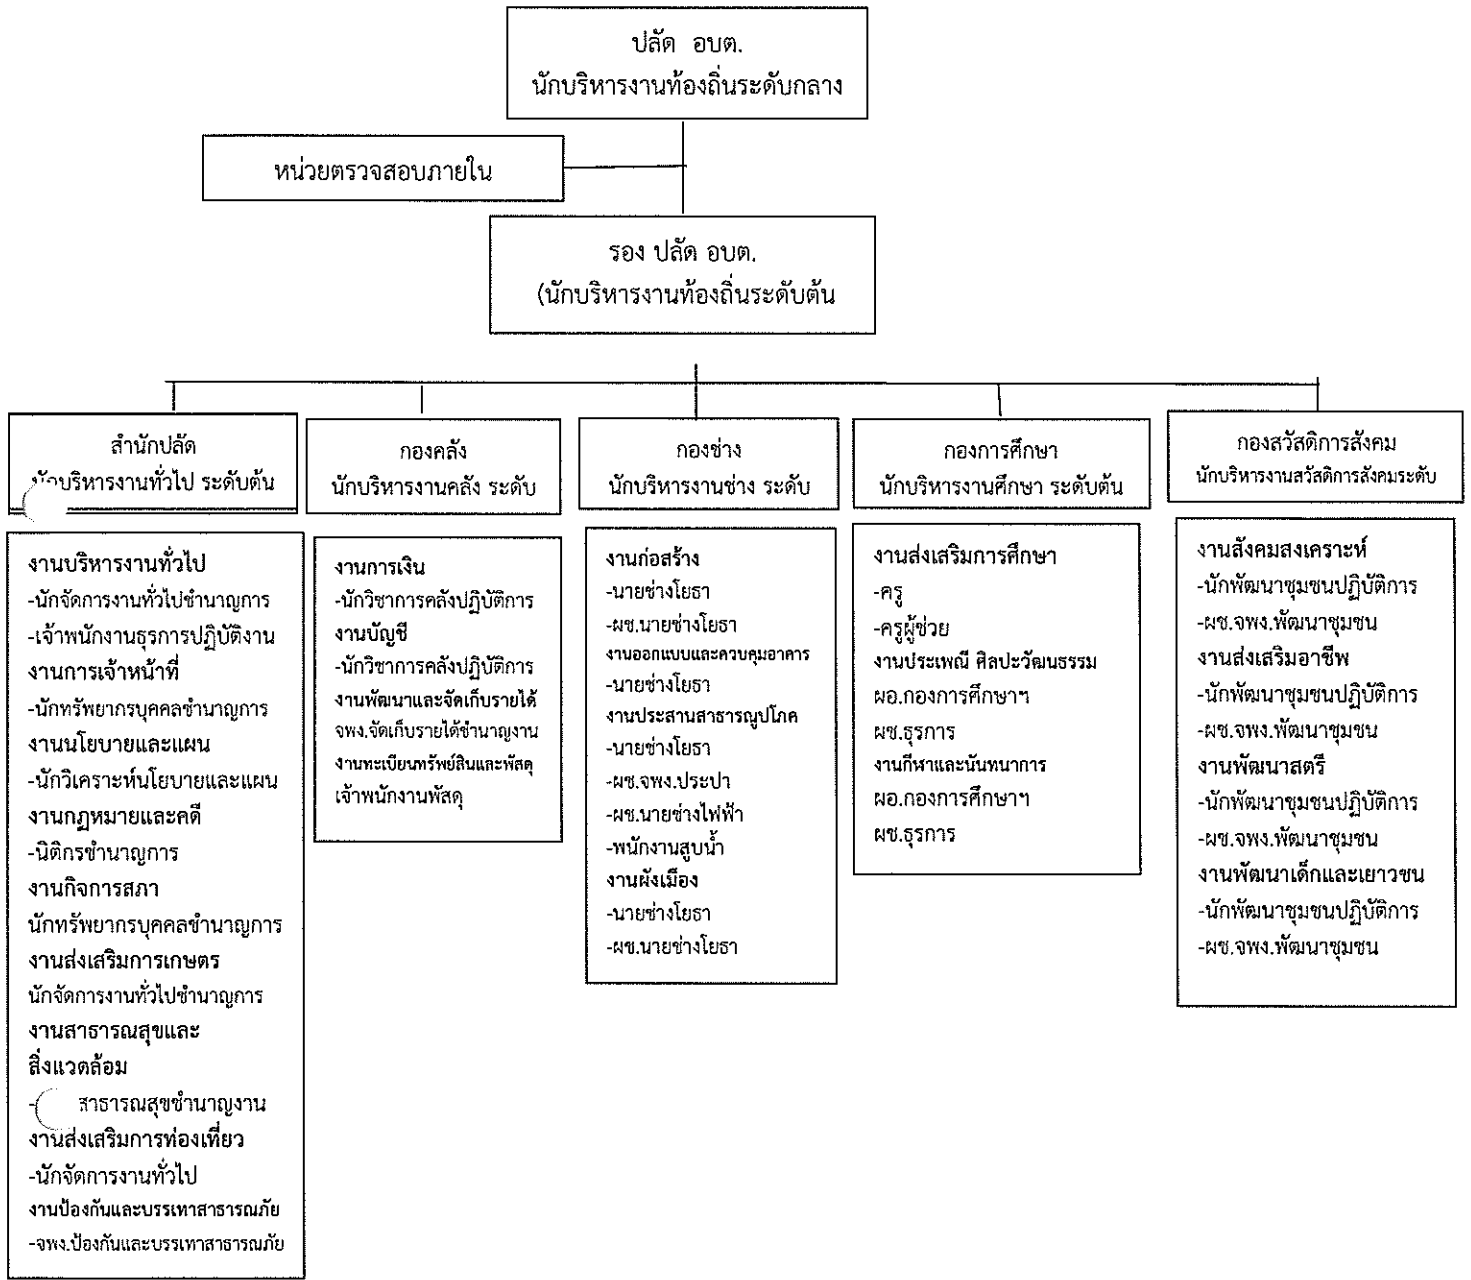 ปลัด อบต.
นักบริหารงานท้องถิ่นระดับกลาง
หน่วยตรวจสอบภายใน
รอง ปลัด อบต.
(นักบริหารงานท้องถิ่นระดับต้น
สำนักปลัด
นักบริหารงานทั่วไป ระดับต้น
กองคลัง
นักบริหารงานคลัง ระดับ
กองช่าง
นักบริหารงานช่าง ระดับ
กองการศึกษา
นักบริหารงานศึกษา ระดับต้น
กองสวัสดิการสังคม
นักบริหารงานสวัสดิการสังคมระดับ
งานบริหารงานทั่วไป
-นักจัดการงานทั่วไปชำนาญการ
-เจ้าพนักงานธุรการปฏิบัติงาน
งานการเจ้าหน้าที่
-นักทรัพยากรบุคคลชำนาญการ
งานนโยบายและแผน
-นักวิเคราะห์นโยบายและแผน
งานกฎหมายและคดี
-นิติกรชำนาญการ
งานกิจการสภา
นักทรัพยากรบุคคลชำนาญการ
งานส่งเสริมการเกษตร
นักจัดการงานทั่วไปชำนาญการ
งานสาธารณสุขและ
สิ่งแวดล้อม
- สาธารณสุขชำนาญงาน
งานส่งเสริมการท่องเที่ยว
-นักจัดการงานทั่วไป
งานป้องกันและบรรเทาสาธารณภัย
-จพง.ป้องกันและบรรเทาสาธารณภัย
งานการเงิน
-นักวิชาการคลังปฏิบัติการ
งานบัญชี
-นักวิชาการคลังปฏิบัติการ
งานพัฒนาและจัดเก็บรายได้
จพง.จัดเก็บรายได้ชำนาญงาน
งานทะเบียนทรัพย์สินและพัสดุ
เจ้าพนักงานพัสดุ
งานก่อสร้าง
-นายช่างโยธา
-ผช.นายช่างโยธา
งานออกแบบและควบคุมอาคาร
-นายช่างโยธา
งานประสานสาธารณูปโภค
-นายช่างโยธา
-ผช.จพง.ประปา
-ผช.นายช่างไฟฟ้า
-พนักงานสูบน้ำ
งานผังเมือง
-นายช่างโยธา
-ผช.นายช่างโยธา
งานส่งเสริมการศึกษา
-ครู
-ครูผู้ช่วย
งานประเพณี ศิลปะวัฒนธรรม
ผอ.กองการศึกษาฯ
ผช.ธุรการ
งานกีฬาและนันทนาการ
ผอ.กองการศึกษาฯ
ผช.ธุรการ
งานสังคมสงเคราะห์
-นักพัฒนาชุมชนปฏิบัติการ
-ผช.จพง.พัฒนาชุมชน
งานส่งเสริมอาชีพ
-นักพัฒนาชุมชนปฏิบัติการ
-ผช.จพง.พัฒนาชุมชน
งานพัฒนาสตรี
-นักพัฒนาชุมชนปฏิบัติการ
-ผช.จพง.พัฒนาชุมชน
งานพัฒนาเด็กและเยาวชน
-นักพัฒนาชุมชนปฏิบัติการ
-ผช.จพง.พัฒนาชุมชน